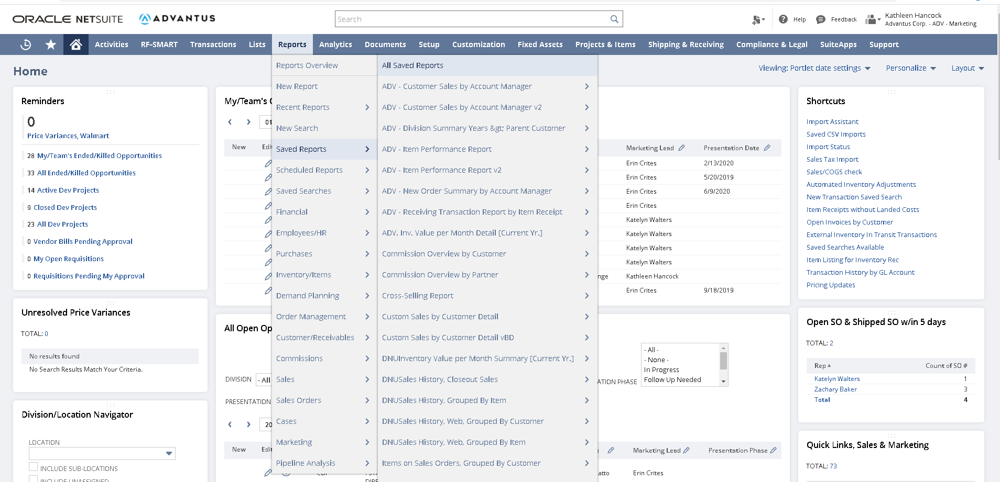 ORACLE NETSUITE
ADVANTUS
Search
Help
Feedback
Kathleen Hancock
Advantus Corp. - ADV - Marketing
Activities
RF-SMART
Transactions
Lists
Reports
Analytics
Documents
Setup
Customization
Fixed Assets
Projects & Items
Shipping & Receiving
Compliance & Legal
SuiteApps
Support
Home
Viewing: Portlet date settings
Personalize
Layout
Reports Overview
New Report
Recent Reports
New Search
Saved Reports
Scheduled Reports
Saved Searches
Financial
Employees/HR
Purchases
Inventory/Items
Demand Planning
Order Management
Customer/Receivables
Commissions
Sales
Sales Orders
Cases
Marketing
Pipeline Analysis
All Saved Reports
ADV - Customer Sales by Account Manager
ADV - Customer Sales by Account Manager v2
ADV - Division Summary Years &gt; Parent Customer
ADV - Item Performance Report
ADV - Item Performance Report v2
ADV - New Order Summary by Account Manager
ADV - Receiving Transaction Report by Item Receipt
ADV. Inv. Value per Month Detail [Current Yr.]
Commission Overview by Customer
Commission Overview by Partner
Cross-Selling Report
Custom Sales by Customer Detail
Custom Sales by Customer Detail vBD
DNUInventory Value per Month Summary [Current Yr.]
DNUSales History, Closeout Sales
DNUSales History, Grouped By Item
DNUSales History, Web, Grouped By Customer
DNUSales History, Web, Grouped By Item
Items on Sales Orders, Grouped By Customer
Reminders
0
Price Variances, Walmart
28 My/Team's Ended/Killed Opportunities
33 All Ended/Killed Opportunities
14 Active Dev Projects
9 Closed Dev Projects
23 All Dev Projects
0 Vendor Bills Pending Approval
0 My Open Requisitions
0 Requisitions Pending My Approval
Unresolved Price Variances
TOTAL: 0
No results found
No Search Results Match Your Criteria.
Division/Location Navigator
LOCATION
INCLUDE SUB-LOCATIONS
INCLUDE UNASSIGNED
My/Team's
01
New
Marketing Lead
Presentation Date
Erin Crites 2/13/2020
Erin Crites 5/20/2019
Erin Crites 6/9/2020
Erin Crites
Katelyn Walters
Katelyn Walters
Katelyn Walters
Katelyn Walters
nge Kathleen Hancock
Erin Crites 9/18/2019
All Open Op
DIVISION
- All
PRESENTATION
ATION PHASE
- All -
- None -
In Progress
Follow Up Needed
20
New
Marketing Lead
Presentation Phase
atto Erin Crites
Shortcuts
Import Assistant
Saved CSV Imports
Import Status
Sales Tax Import
Sales/COGS check
Automated Inventory Adjustments
New Transaction Saved Search
Item Receipts without Landed Costs
Open Invoices by Customer
External Inventory In Transit Transactions
Saved Searches Available
Item Listing for Inventory Rec
Transaction History by GL Account
Pricing Updates
Open SO & Shipped SO w/in 5 days
TOTAL: 2
Rep Count of SO #
Katelyn Walters 1
Zachary Baker 3
Total 4
Quick Links, Sales & Marketing
TOTAL: 73